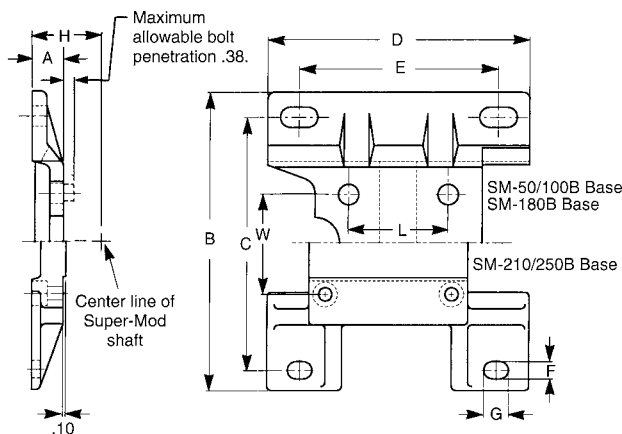 H
A
Maximum
allowable bolt
penetration .38.
D
E
B
C
W
L
SM-50/100B Base
SM-180B Base
SM-210/250B Base
Center line of
Super-Mod
shaft
F
G
.10